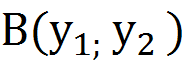 B(y₁; y₂ )